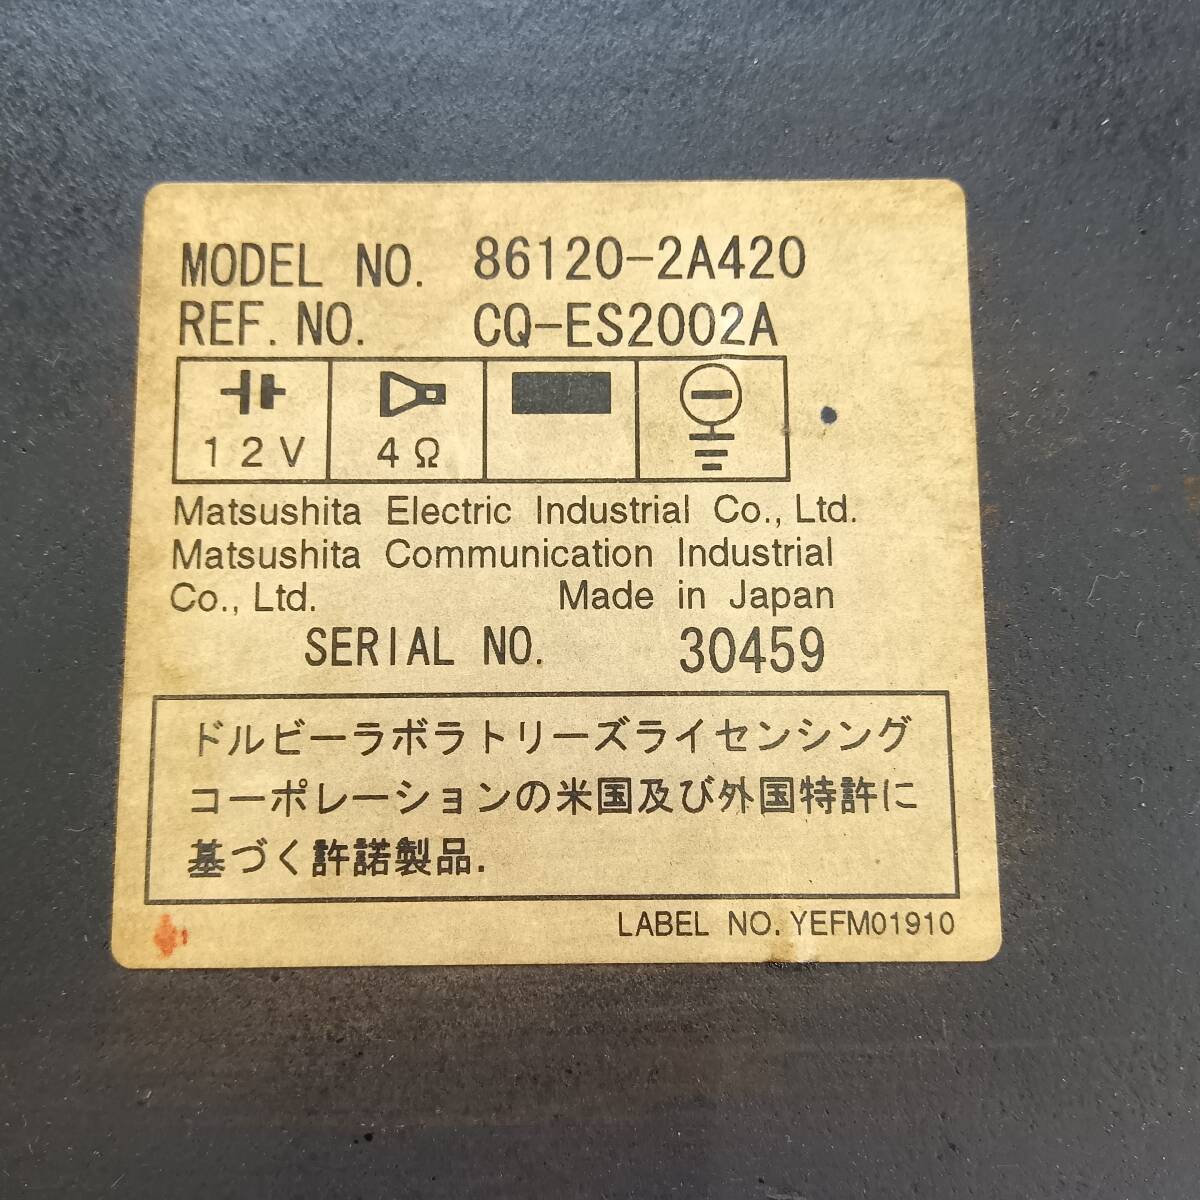 MODEL NO. 86120-2A420
REF. NO. CQ-ES2002A
12V 4Ω
Matsushita Electric Industrial Co., Ltd.
Matsushita Communication Industrial
Co., Ltd. Made in Japan
SERIAL NO. 30459
ドルビーラボラトリーズライセンシング
コーポレーションの米国及び外国特許に
基づく許諾製品.
LABEL NO. YEFM01910